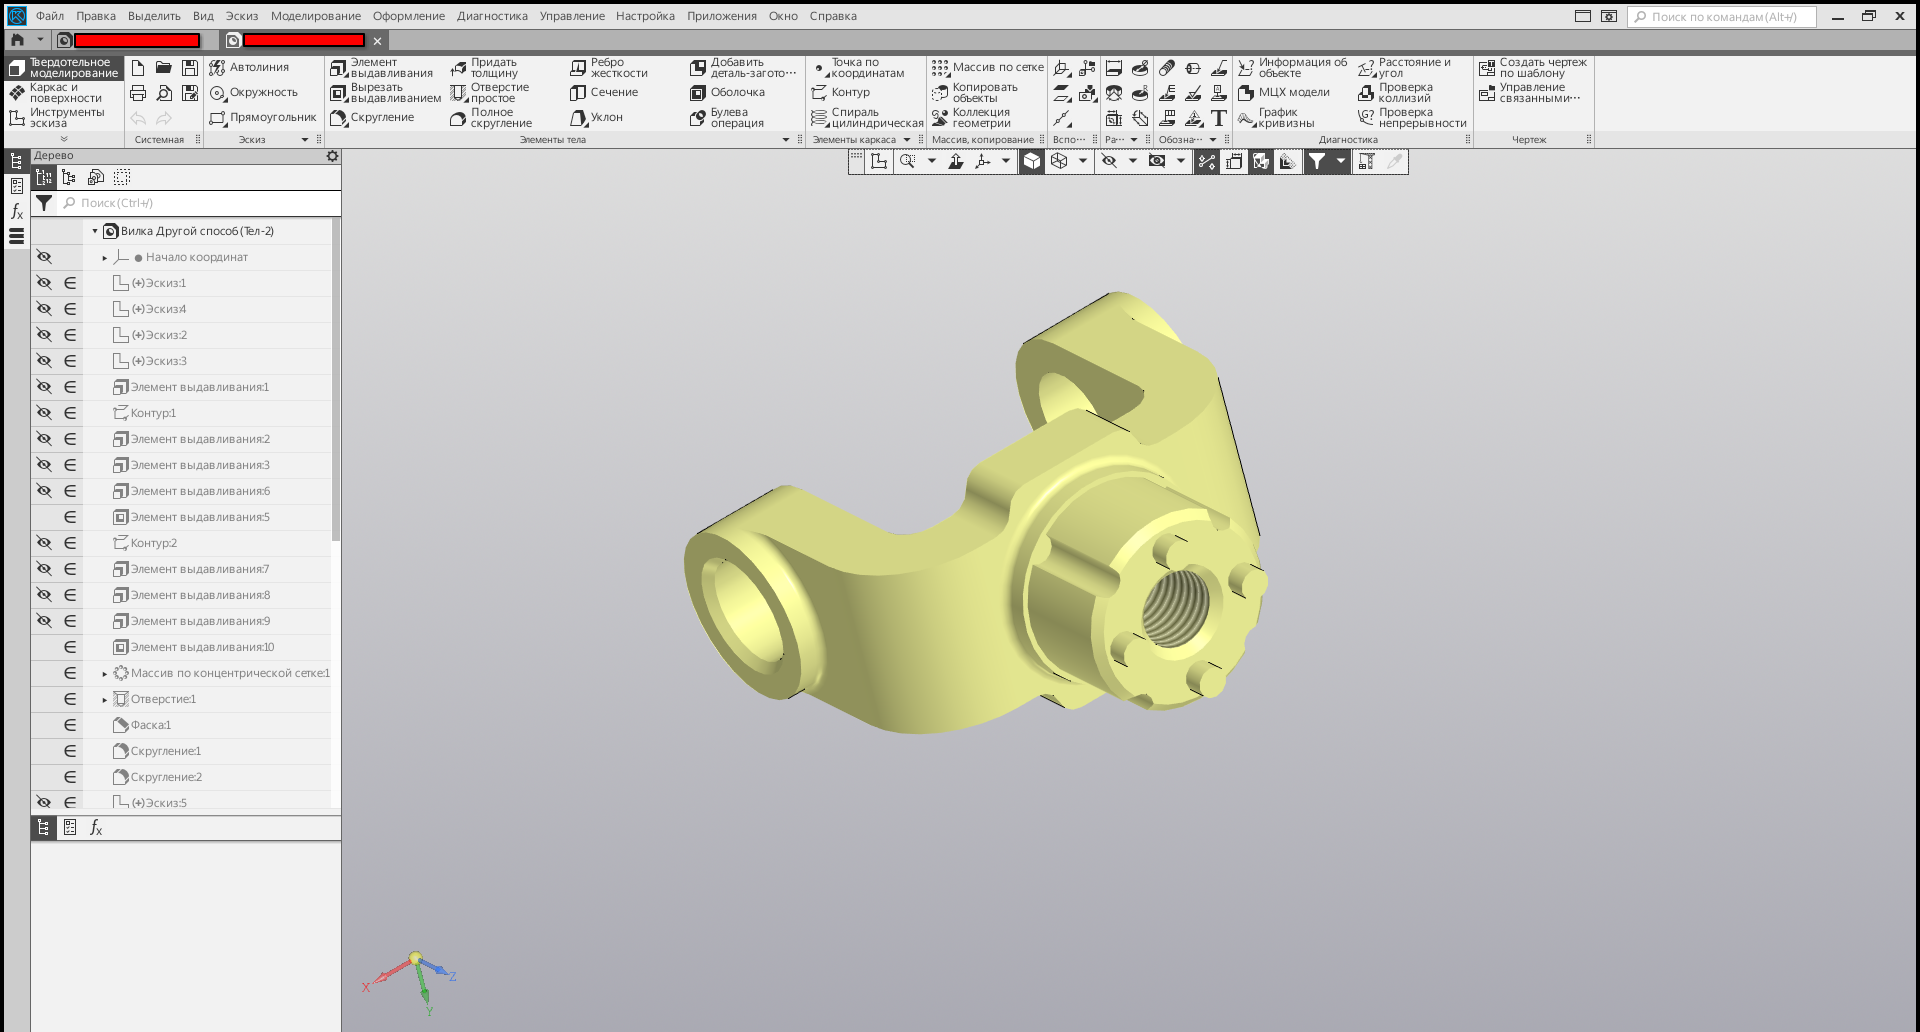 Файл Правка Выделить Вид Эскиз Моделирование Оформление Диагностика Управление Настройка Приложения Окно Справка
Поиск по командам (Alt+/)
Твердотельное моделирование
Каркас и поверхности
Инструменты эскиза
Системная
Автолиния
Окружность
Прямоугольник
Эскиз
Элемент выдавливания
Вырезать выдавливанием
Скругление
Придать толщину
Отверстие простое
Полное скругление
Ребро жесткости
Сечение
Уклон
Добавить деталь-загото...
Оболочка
Булева операция
Элементы тела
Точка по координатам
Контур
Спираль цилиндрическая
Элементы каркаса
Массив по сетке
Копировать объекты
Коллекция геометрии
Массив, копирование
Вспо...
Ра...
Обозна...
Информация об объекте
МЦХ модели
График кривизны
Расстояние и угол
Проверка коллизий
Проверка непрерывности
Диагностика
Создать чертеж по шаблону
Управление связанными...
Чертеж
Дерево
Поиск (Ctrl+/)
Вилка Другой способ (Тел-2)
Начало координат
(+)Эскиз:1
(+)Эскиз:4
(+)Эскиз:2
(+)Эскиз:3
Элемент выдавливания:1
Контур:1
Элемент выдавливания:2
Элемент выдавливания:3
Элемент выдавливания:6
Элемент выдавливания:5
Контур:2
Элемент выдавливания:7
Элемент выдавливания:8
Элемент выдавливания:9
Элемент выдавливания:10
Массив по концентрической сетке:1
Отверстие:1
Фаска:1
Скругление:1
Скругление:2
(+)Эскиз:5
X
Y
Z